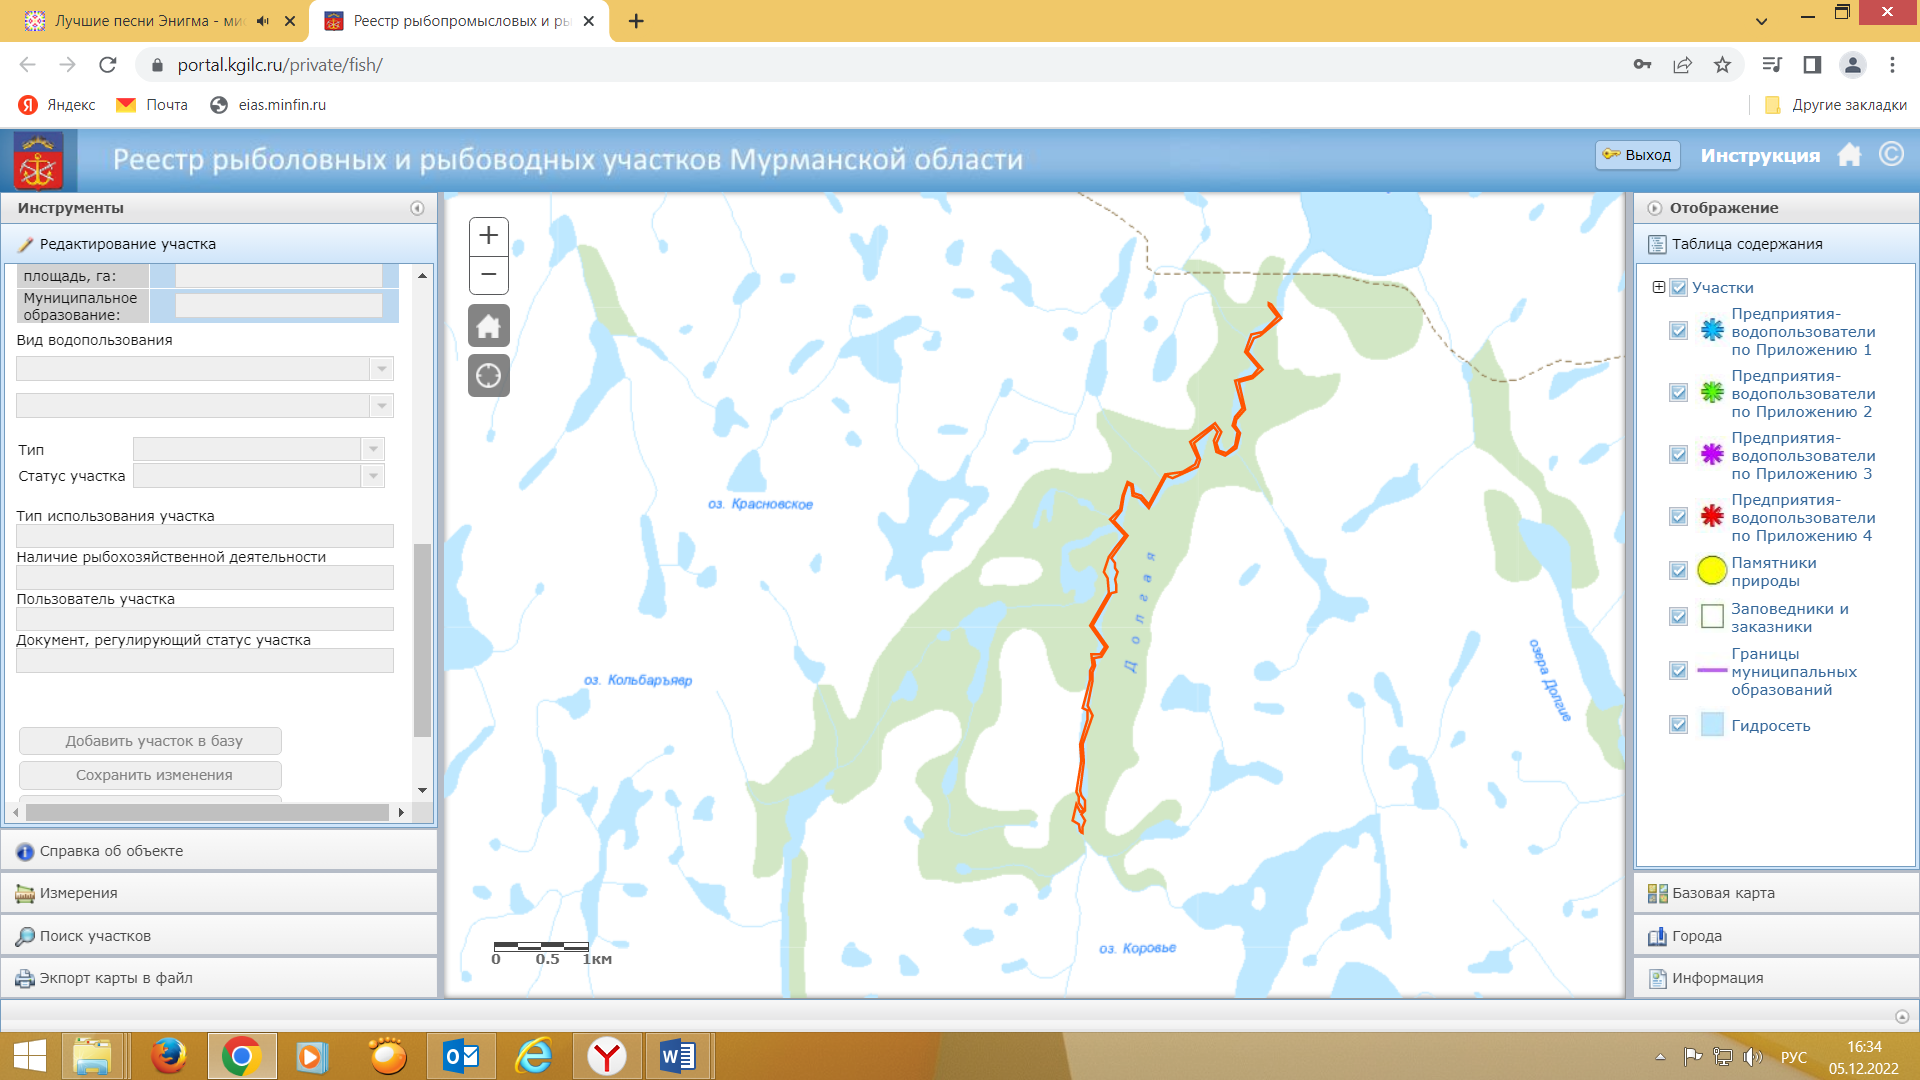 Лучшие песни Энигма - ми
Реестр рыбопромысловых и ры
portal.kgilc.ru/private/fish/
Яндекс
Почта
eias.minfin.ru
Другие закладки
Реестр рыболовных и рыбоводных участков Мурманской области
Выход
Инструкция
Инструменты
Редактирование участка
площадь, га:
Муниципальное
образование:
Вид водопользования
Тип
Статус участка
Тип использования участка
Наличие рыбохозяйственной деятельности
Пользователь участка
Документ, регулирующий статус участка
Добавить участок в базу
Сохранить изменения
Справка об объекте
Измерения
Поиск участков
Экспорт карты в файл
оз. Красновское
оз. Кольбаръявр
Долгая
озера Долгие
оз. Коровье
0 0.5 1км
Отображение
Таблица содержания
Участки
Предприятия-
водопользователи
по Приложению 1
Предприятия-
водопользователи
по Приложению 2
Предприятия-
водопользователи
по Приложению 3
Предприятия-
водопользователи
по Приложению 4
Памятники
природы
Заповедники и
заказники
Границы
муниципальных
образований
Гидросеть
Базовая карта
Города
Информация
РУС
16:34
05.12.2022